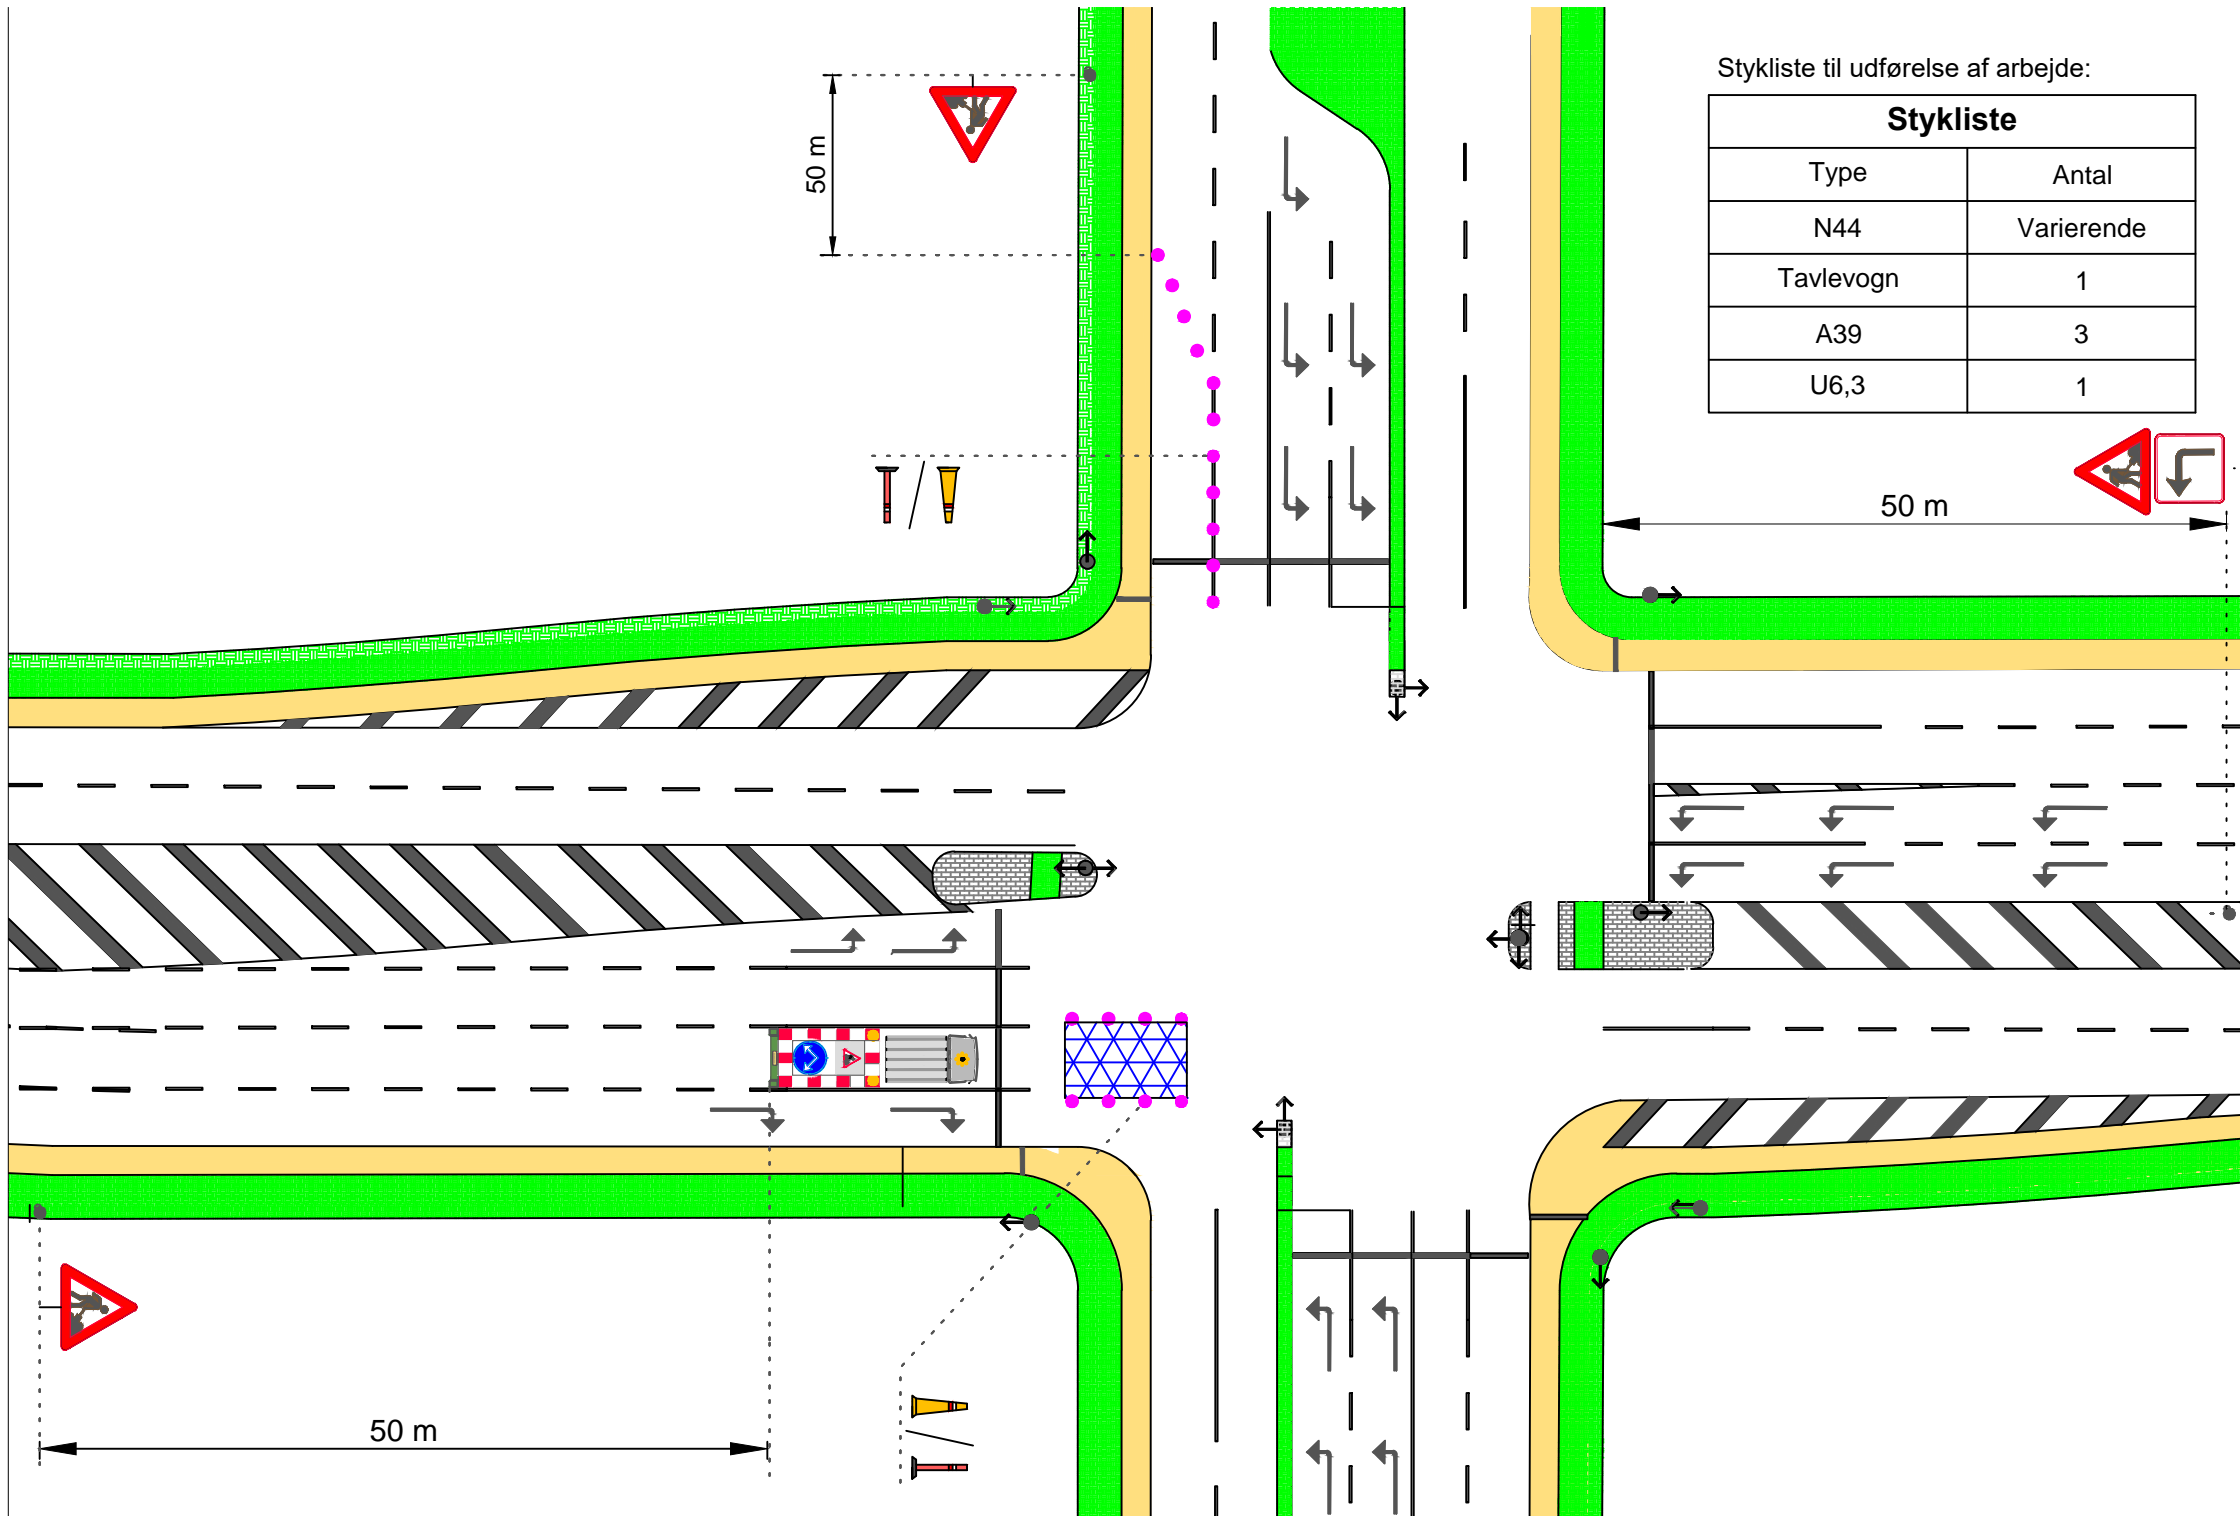 Stykliste til udførelse af arbejde:
Stykliste
Type Antal
N44 Varierende
Tavlevogn 1
A39 3
U6,3 1
50 m
50 m
50 m